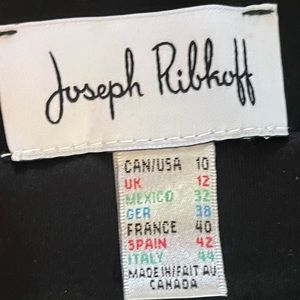 Joseph Ribkoff
CAN/USA 10
UK 12
MEXICO 32
GER 38
FRANCE 40
SPAIN 42
ITALY 44
MADE IN/FAIT AU
CANADA